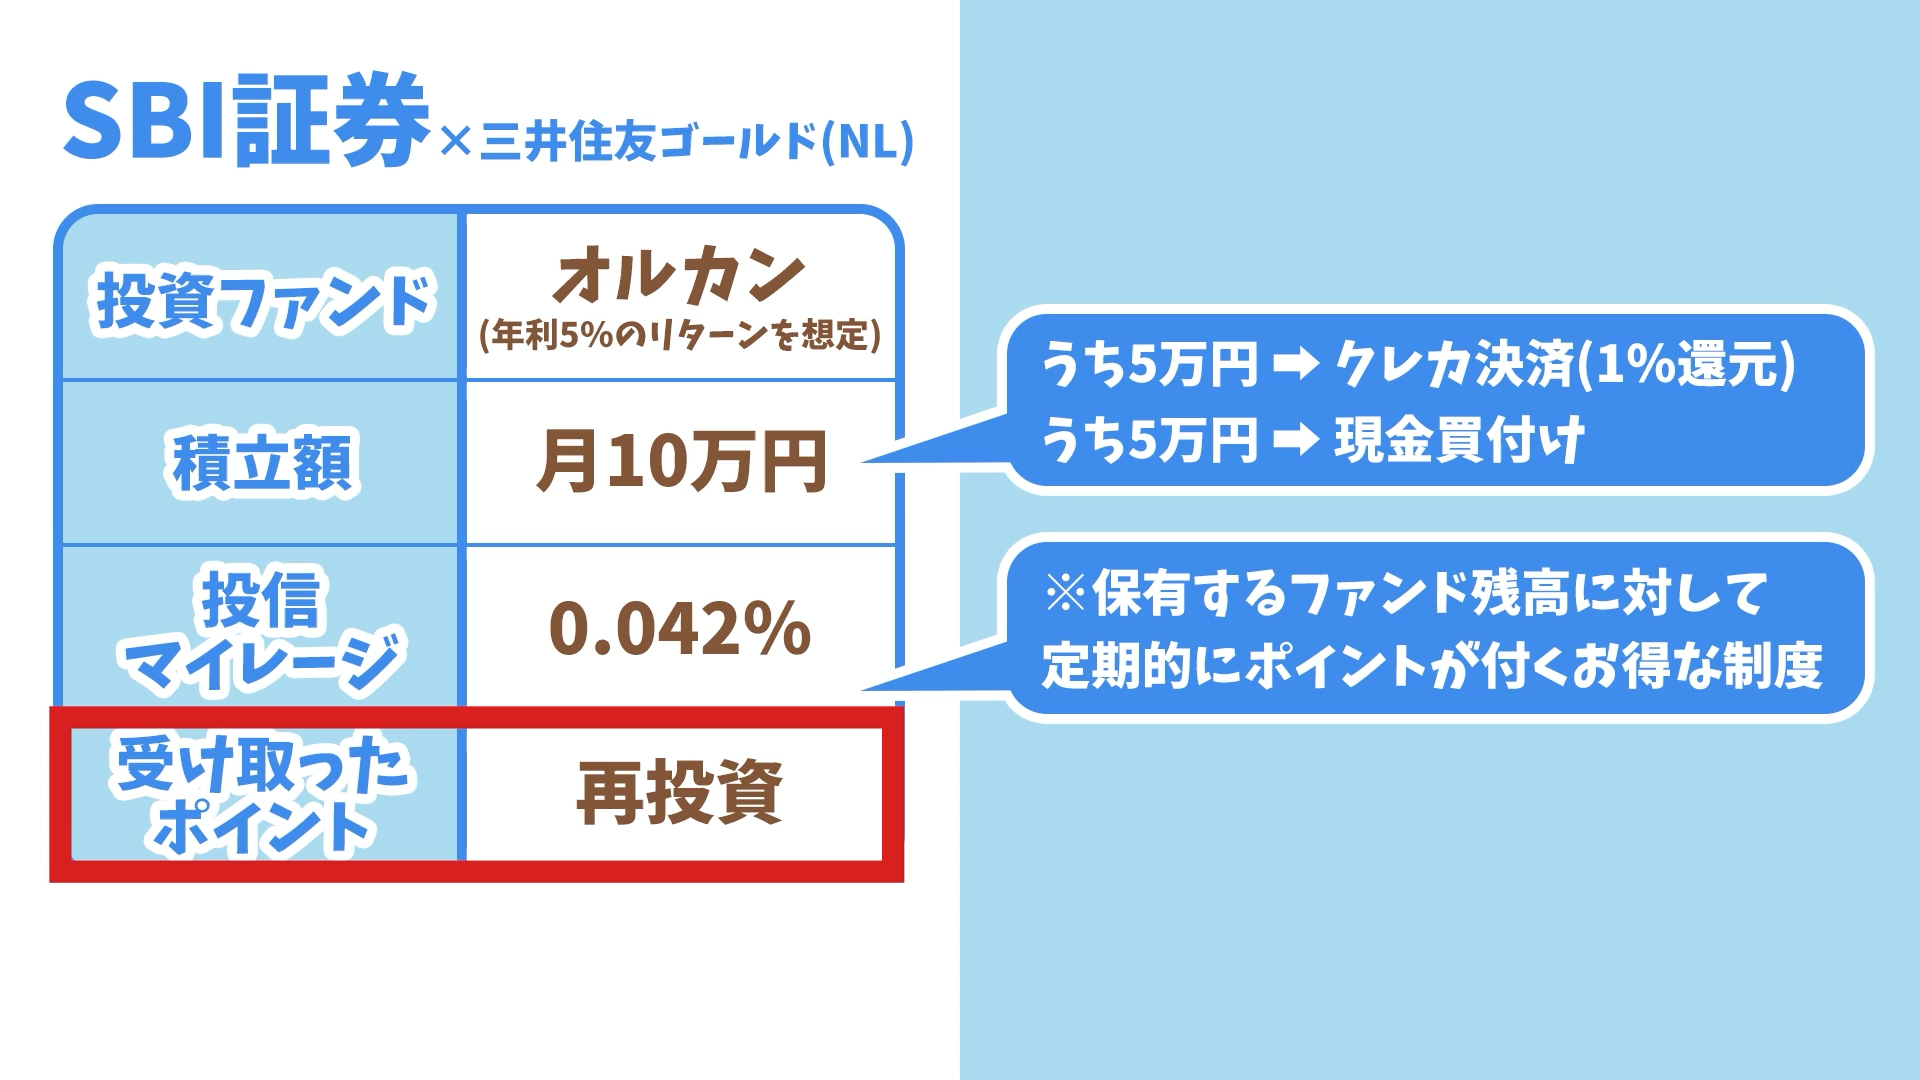 SBI証券×三井住友ゴールド(NL)
投資ファンド
オルカン
(年利5%のリターンを想定)
積立額
月10万円
うち5万円➡クレカ決済(1%還元)
うち5万円➡現金買付け
投信
マイレージ
0.042%
※保有するファンド残高に対して
定期的にポイントが付くお得な制度
受け取った
ポイント
再投資